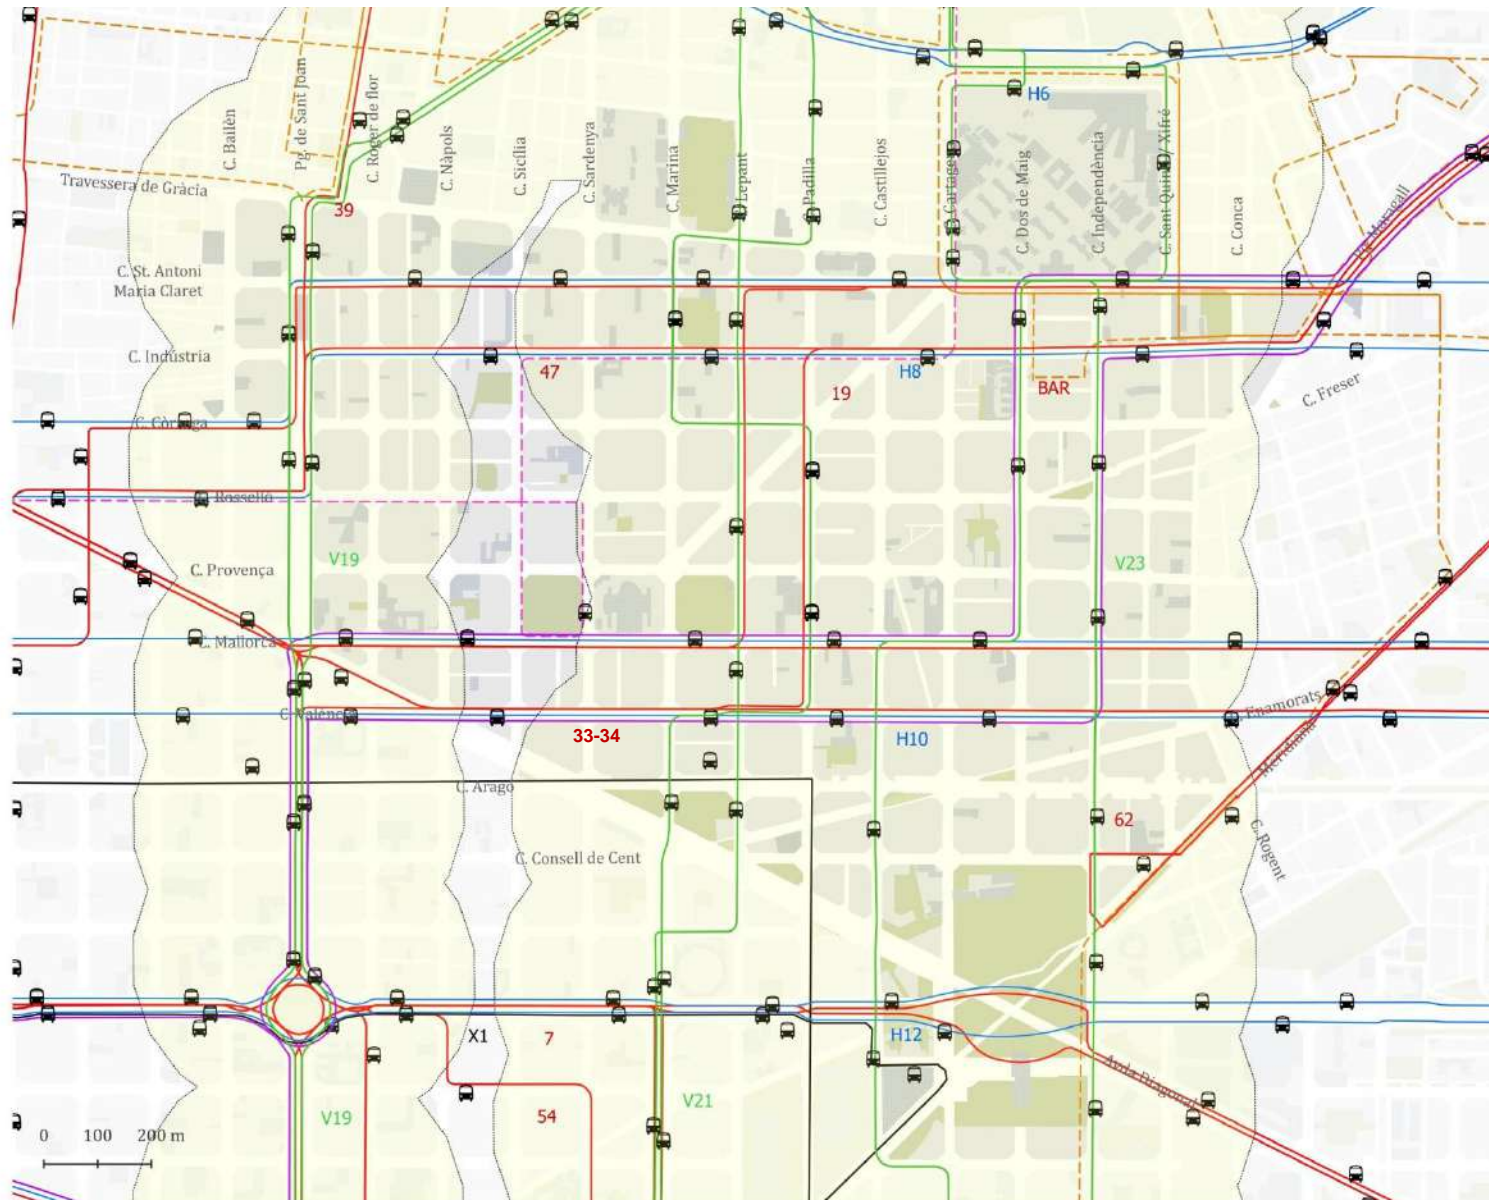 H6
C. Bailèn
Pg. de Sant Joan
C. Roger de flor
C. Nàpols
C. Sicília
C. Sardenya
C. Marina
Lepant
Padilla
C. Castillejos
Cartagena
C. Dos de Maig
C. Independència
C. Sant Quintí / Xifré
C. Conca
Travessera de Gràcia
39
Maragall
C. St. Antoni
Maria Claret
C. Indústria
47
H8
19
BAR
C. Freser
C. Còrsega
Rosselló
V19
V23
C. Provença
C. Mallorca
C. València
33-34
H10
C. Enamorats
Meridiana
C. Aragó
62
C. Consell de Cent
C. Rogent
X1
7
H12
Avda Diagonal
V19
54
V21
0 100 200 m